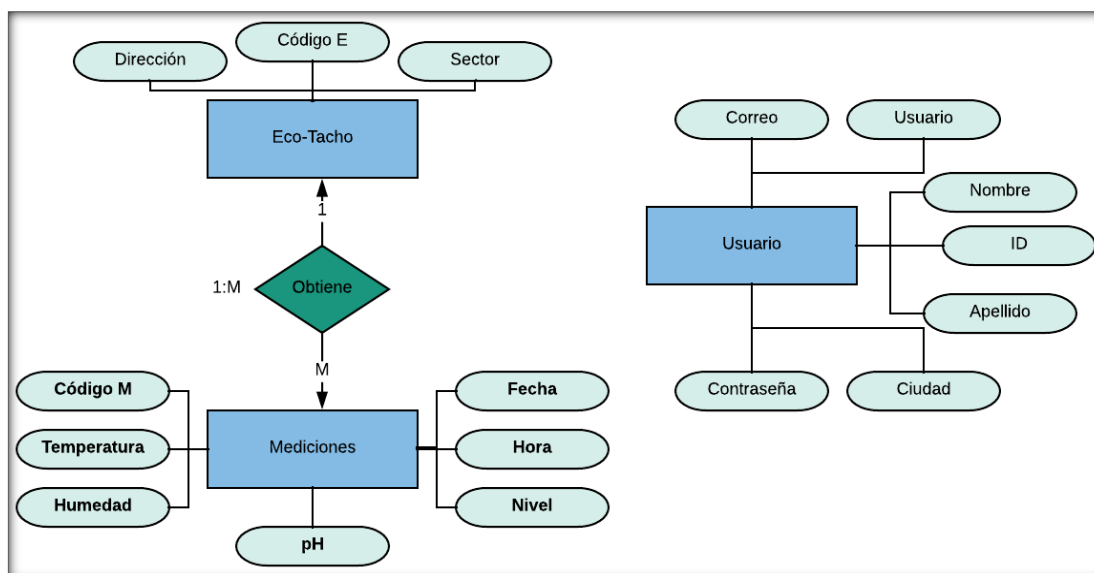 Código E
Dirección
Sector
Eco-Tacho
1
1:M
Obtiene
M
Código M
Temperatura
Humedad
Mediciones
Fecha
Hora
Nivel
pH
Correo
Usuario
Usuario
Nombre
ID
Apellido
Contraseña
Ciudad